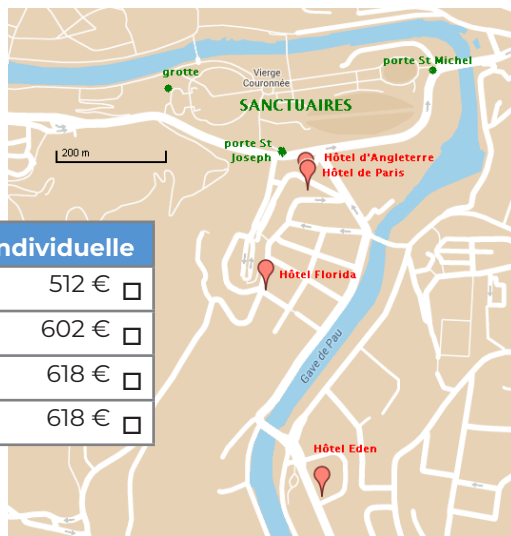 grotte
Vierge
Couronnée
porte St Michel
SANCTUAIRES
porte St
Joseph
200 m
Hôtel d'Angleterre
Hôtel de Paris
Hôtel Florida
Gave de Pau
Hôtel Eden
ndividuelle
512 €
602 €
618 €
618 €